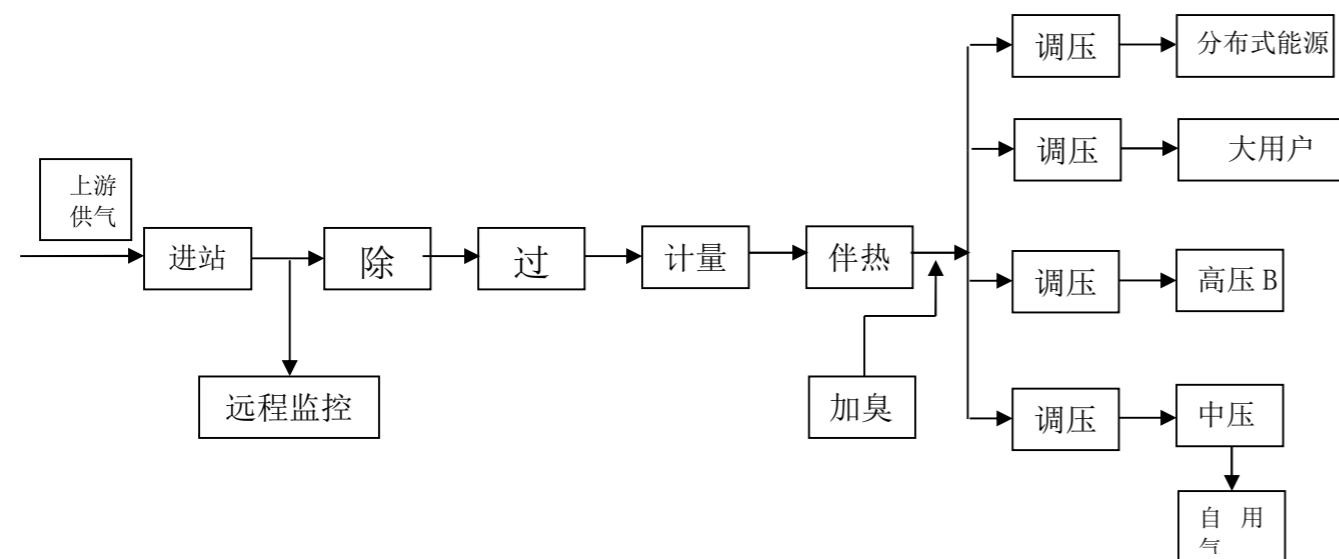 上游
供气
进站
除
过
计量
伴热
远程监控
加臭
调压
分布式能源
调压
大用户
调压
高压 B
调压
中压
自 用
气